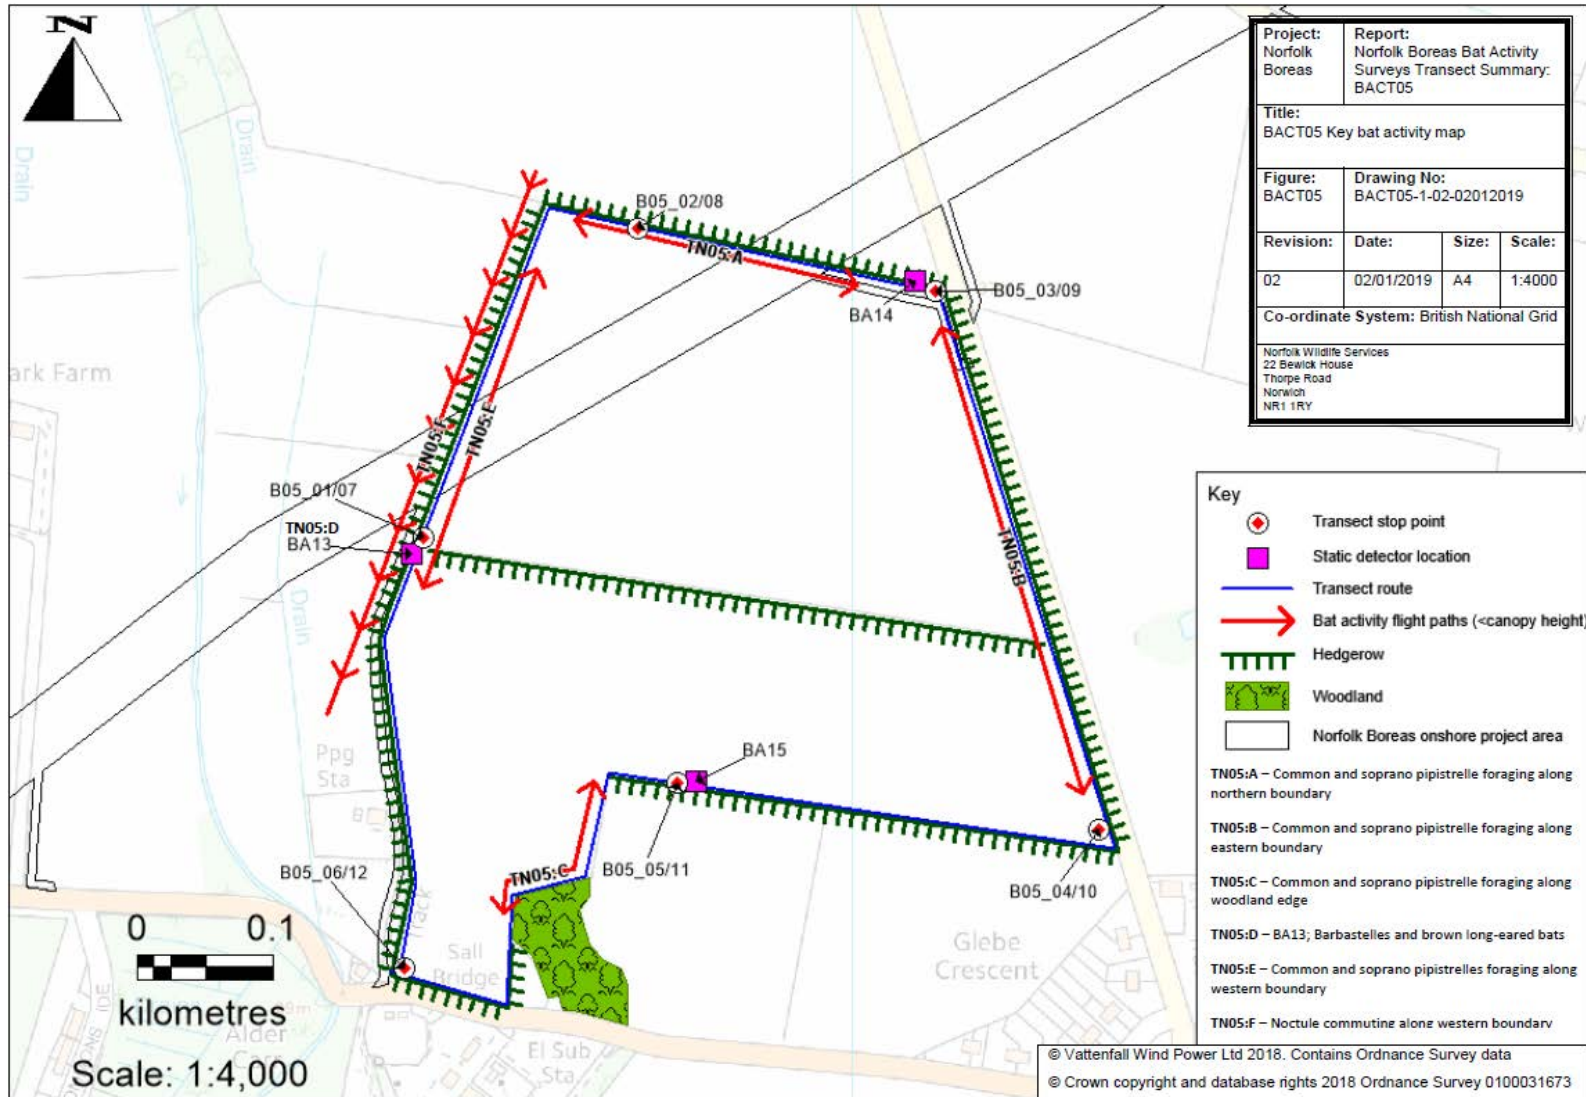 N
Drain
Drain
ark Farm
B05_02/08
TN05:A
BA14
B05_03/09
TN05:E
TN05:F
B05_01/07
TN05:D
BA13
TN05:B
Drain
Ppg
Sta
BA15
B05_06/12
TN05:C
B05_05/11
B05_04/10
Track
Sall
Bridge
Glebe
Crescent
El Sub
Sta
Alder
0 0.1
kilometres
Scale: 1:4,000
Project:
Norfolk
Boreas
Report:
Norfolk Boreas Bat Activity
Surveys Transect Summary:
BACT05
Title:
BACT05 Key bat activity map
Figure:
BACT05
Drawing No:
BACT05-1-02-02012019
Revision: Date: Size: Scale:
02 02/01/2019 A4 1:4000
Co-ordinate System: British National Grid
Norfolk Wildlife Services
22 Bewick House
Thorpe Road
Norwich
NR1 1RY
Key
Transect stop point
Static detector location
Transect route
Bat activity flight paths (<canopy height)
Hedgerow
Woodland
Norfolk Boreas onshore project area
TN05:A – Common and soprano pipistrelle foraging along
northern boundary
TN05:B – Common and soprano pipistrelle foraging along
eastern boundary
TN05:C – Common and soprano pipistrelle foraging along
woodland edge
TN05:D – BA13; Barbastelles and brown long-eared bats
TN05:E – Common and soprano pipistrelles foraging along
western boundary
TN05:F – Noctule commuting along western boundary
© Vattenfall Wind Power Ltd 2018. Contains Ordnance Survey data
© Crown copyright and database rights 2018 Ordnance Survey 0100031673